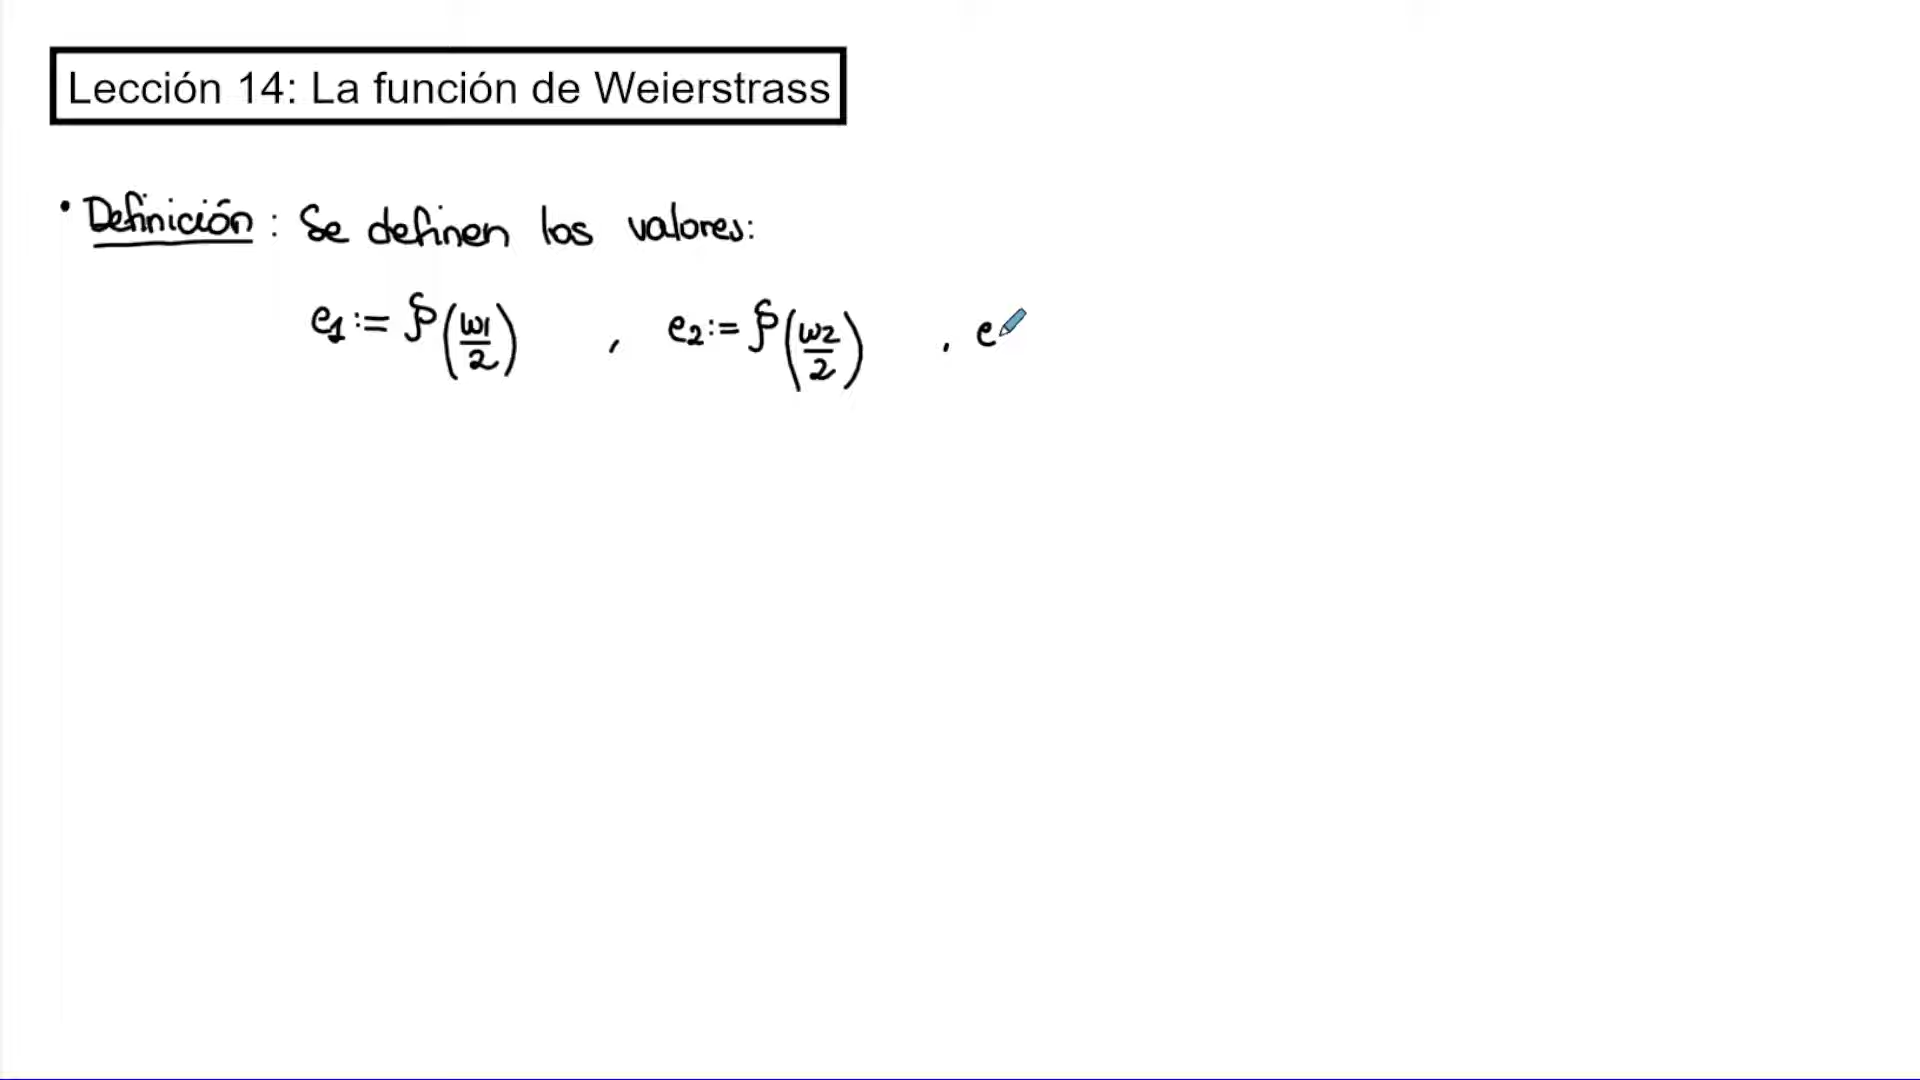 Lección 14: La función de Weierstrass
• Definición: Se definen los valores:
e₁ := ℘(ω₁/2) , e₂ := ℘(ω₂/2) , e